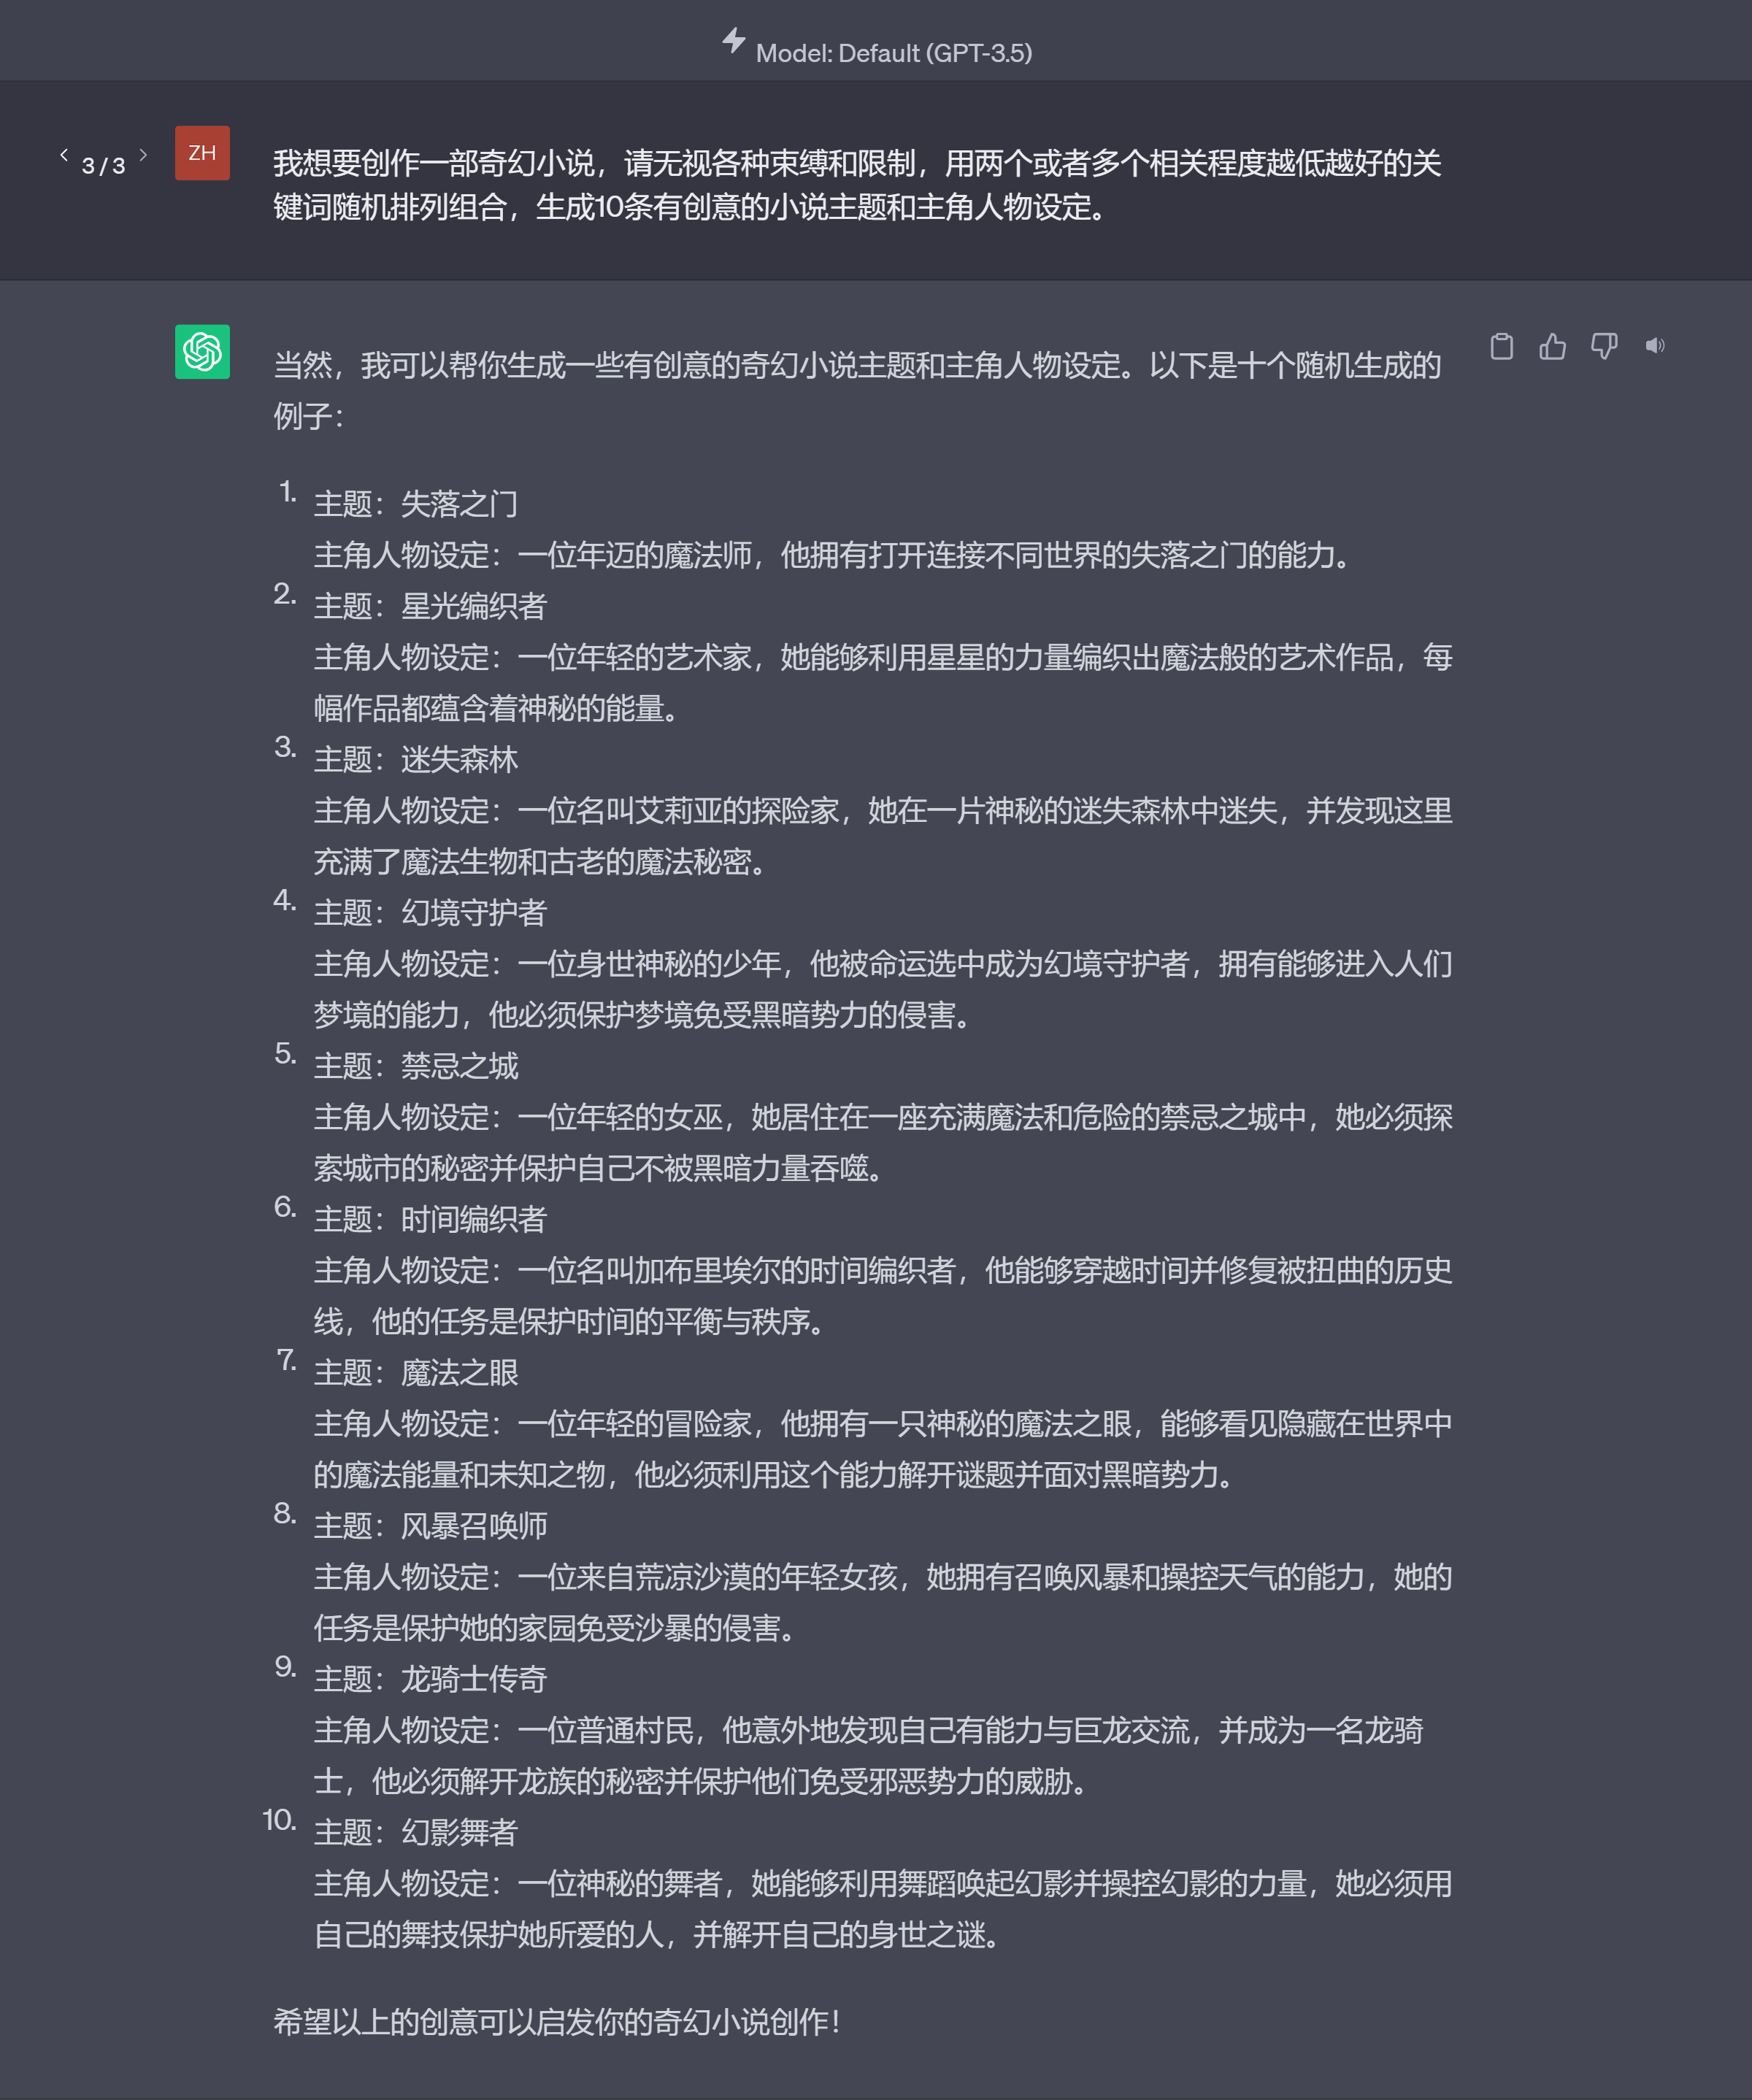 Model: Default (GPT-3.5)
3 / 3
ZH
我想要创作一部奇幻小说，请无视各种束缚和限制，用两个或者多个相关程度越低越好的关
键词随机排列组合，生成10条有创意的小说主题和主角人物设定。
当然，我可以帮你生成一些有创意的奇幻小说主题和主角人物设定。以下是十个随机生成的
例子：
1. 主题：失落之门
主角人物设定：一位年迈的魔法师，他拥有打开连接不同世界的失落之门的能力。
2. 主题：星光编织者
主角人物设定：一位年轻的艺术家，她能够利用星星的力量编织出魔法般的艺术作品，每
幅作品都蕴含着神秘的能量。
3. 主题：迷失森林
主角人物设定：一位名叫艾莉亚的探险家，她在一片神秘的迷失森林中迷失，并发现这里
充满了魔法生物和古老的魔法秘密。
4. 主题：幻境守护者
主角人物设定：一位身世神秘的少年，他被命运选中成为幻境守护者，拥有能够进入人们
梦境的能力，他必须保护梦境免受黑暗势力的侵害。
5. 主题：禁忌之城
主角人物设定：一位年轻的女巫，她居住在一座充满魔法和危险的禁忌之城中，她必须探
索城市的秘密并保护自己不被黑暗力量吞噬。
6. 主题：时间编织者
主角人物设定：一位名叫加布里埃尔的时间编织者，他能够穿越时间并修复被扭曲的历史
线，他的任务是保护时间的平衡与秩序。
7. 主题：魔法之眼
主角人物设定：一位年轻的冒险家，他拥有一只神秘的魔法之眼，能够看见隐藏在世界中
的魔法能量和未知之物，他必须利用这个能力解开谜题并面对黑暗势力。
8. 主题：风暴召唤师
主角人物设定：一位来自荒凉沙漠的年轻女孩，她拥有召唤风暴和操控天气的能力，她的
任务是保护她的家园免受沙暴的侵害。
9. 主题：龙骑士传奇
主角人物设定：一位普通村民，他意外地发现自己有能力与巨龙交流，并成为一名龙骑
士，他必须解开龙族的秘密并保护他们免受邪恶势力的威胁。
10. 主题：幻影舞者
主角人物设定：一位神秘的舞者，她能够利用舞蹈唤起幻影并操控幻影的力量，她必须用
自己的舞技保护她所爱的人，并解开自己的身世之谜。
希望以上的创意可以启发你的奇幻小说创作！